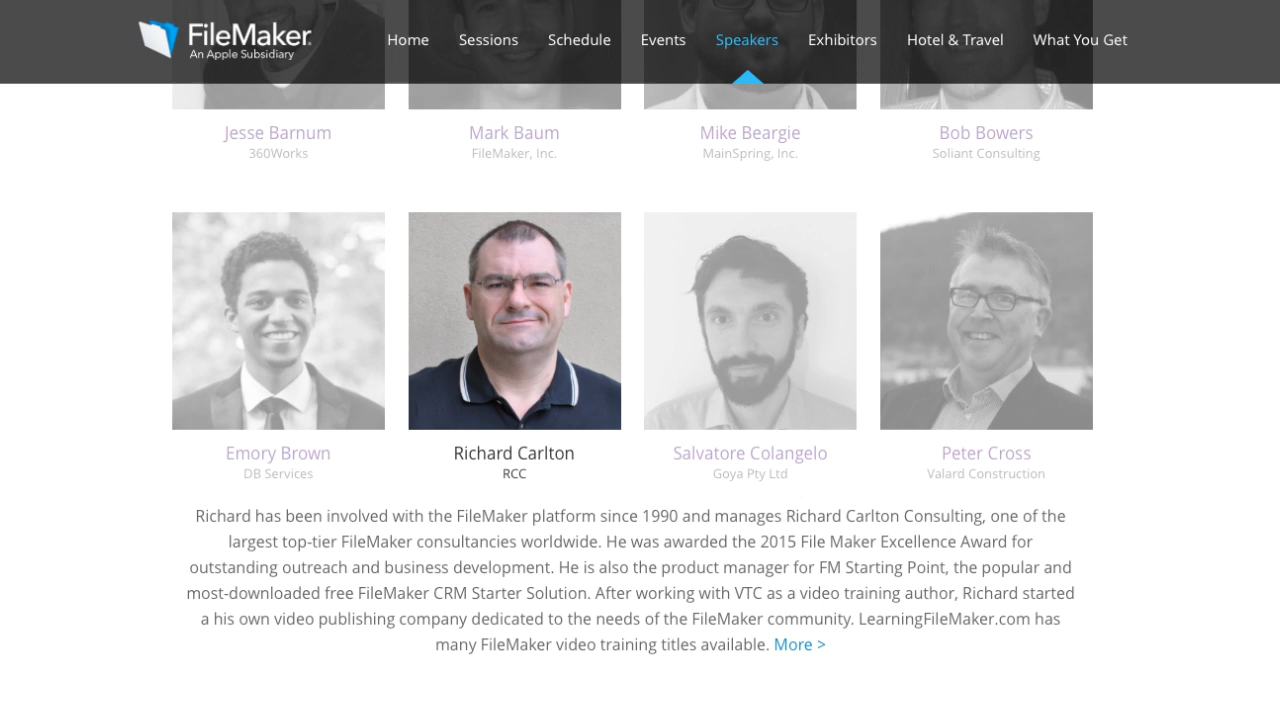 FileMaker
An Apple Subsidiary
Home Sessions Schedule Events Speakers Exhibitors Hotel & Travel What You Get
Jesse Barnum Mark Baum Mike Beargie Bob Bowers
360Works FileMaker, Inc. MainSpring, Inc. Soliant Consulting
Emory Brown Richard Carlton Salvatore Colangelo Peter Cross
DB Services RCC Goya Pty Ltd Valard Construction
Richard has been involved with the FileMaker platform since 1990 and manages Richard Carlton Consulting, one of the
largest top-tier FileMaker consultancies worldwide. He was awarded the 2015 File Maker Excellence Award for
outstanding outreach and business development. He is also the product manager for FM Starting Point, the popular and
most-downloaded free FileMaker CRM Starter Solution. After working with VTC as a video training author, Richard started
a his own video publishing company dedicated to the needs of the FileMaker community. LearningFileMaker.com has
many FileMaker video training titles available. More >